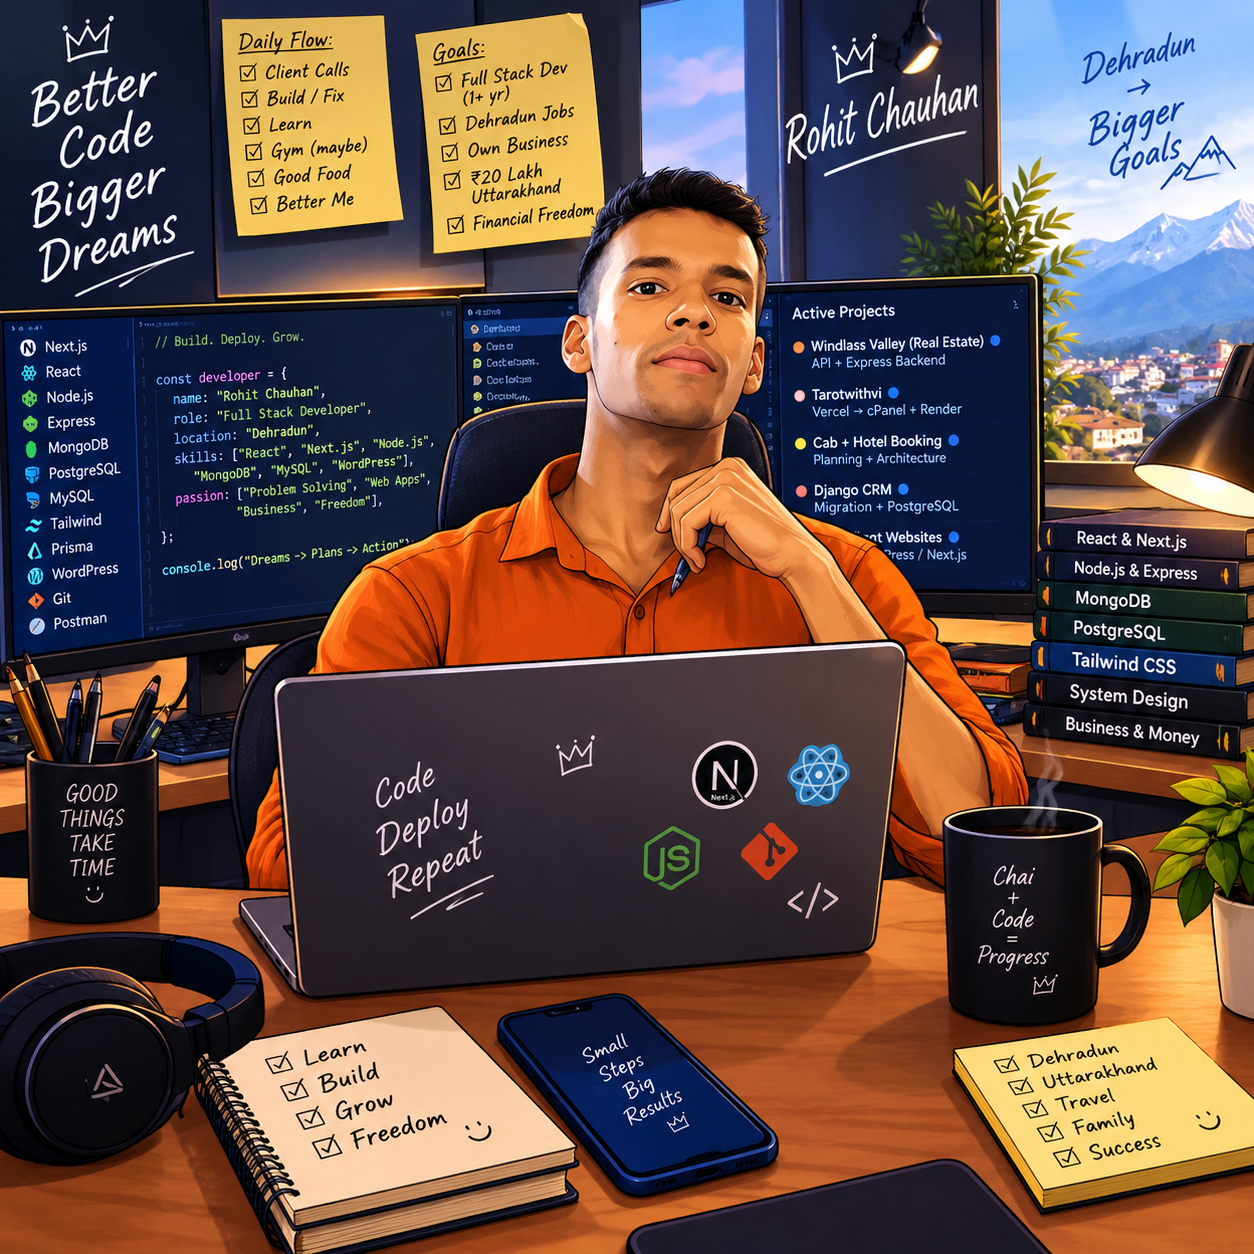 Better
Code
Bigger
Dreams
Daily Flow:
Client Calls
Build / Fix
Learn
Gym (maybe)
Good Food
Better Me
Goals:
Full Stack Dev
(1+ yr)
Dehradun Jobs
Own Business
₹20 Lakh
Uttarakhand
Financial Freedom
Rohit Chauhan
Dehradun
→
Bigger
Goals
Next.js
React
Node.js
Express
MongoDB
PostgreSQL
MySQL
Tailwind
Prisma
WordPress
Git
Postman
// Build. Deploy. Grow.
const developer = {
name: "Rohit Chauhan",
role: "Full Stack Developer",
location: "Dehradun",
skills: ["React", "Next.js", "Node.js",
"MongoDB", "MySQL", "WordPress"],
passion: ["Problem Solving", "Web Apps",
"Business", "Freedom"],
};
console.log("Dreams -> Plans -> Action");
Active Projects
Windlass Valley (Real Estate)
API + Express Backend
Tarotwithvi
Vercel → cPanel + Render
Cab + Hotel Booking
Planning + Architecture
Django CRM
Migration + PostgreSQL
Websites
Press / Next.js
React & Next.js
Node.js & Express
MongoDB
PostgreSQL
Tailwind CSS
System Design
Business & Money
GOOD
THINGS
TAKE
TIME
Code
Deploy
Repeat
N
Next.js
JS
</>
Chai
+
Code
=
Progress
Learn
Build
Grow
Freedom
Small
Steps
Big
Results
Dehradun
Uttarakhand
Travel
Family
Success